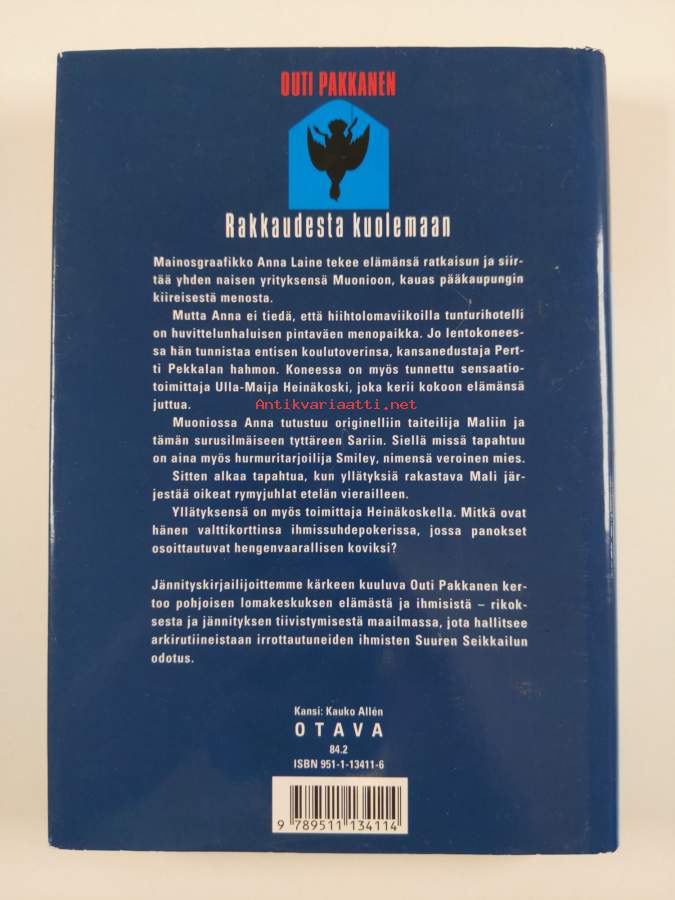 OUTI PAKKANEN
Rakkaudesta kuolemaan
Mainosgraafikko Anna Laine tekee elämänsä ratkaisun ja siir-
tää yhden naisen yrityksensä Muonioon, kauas pääkaupungin
kiireisestä menosta.
Mutta Anna ei tiedä, että hiihtolomaviikoilla tunturihotelli
on huvittelunhaluisen pintaväen menopaikka. Jo lentokonees-
sa hän tunnistaa entisen koulutoverinsa, kansanedustaja Pert-
ti Pekkalan hahmon. Koneessa on myös tunnettu sensaatio-
toimittaja Ulla-Maija Heinäkoski, joka kerii kokoon elämänsä
juttua.
Antikvariaatti.net
Muoniossa Anna tutustuu originelliin taiteilija Maliin ja
tämän surusilmäiseen tyttäreen Sariin. Siellä missä tapahtuu
on aina myös hurmuritarjoilija Smiley, nimensä veroinen mies.
Sitten alkaa tapahtua, kun yllätyksiä rakastava Mali jär-
jestää oikeat rymyjuhlat etelän vierailleen.
Yllätyksensä on myös toimittaja Heinäkoskella. Mitkä ovat
hänen valttikorttinsa ihmissuhdepokerissa, jossa panokset
osoittautuvat hengenvaarallisen koviksi?
Jännityskirjailijoittemme kärkeen kuuluva Outi Pakkanen ker-
too pohjoisen lomakeskuksen elämästä ja ihmisistä – rikok-
sesta ja jännityksen tiivistymisestä maailmassa, jota hallitsee
arkirutiineistaan irrottautuneiden ihmisten Suuren Seikkailun
odotus.
Kansi: Kauko Allén
OTAVA
84.2
ISBN 951-1-13411-6
9 789511 134114